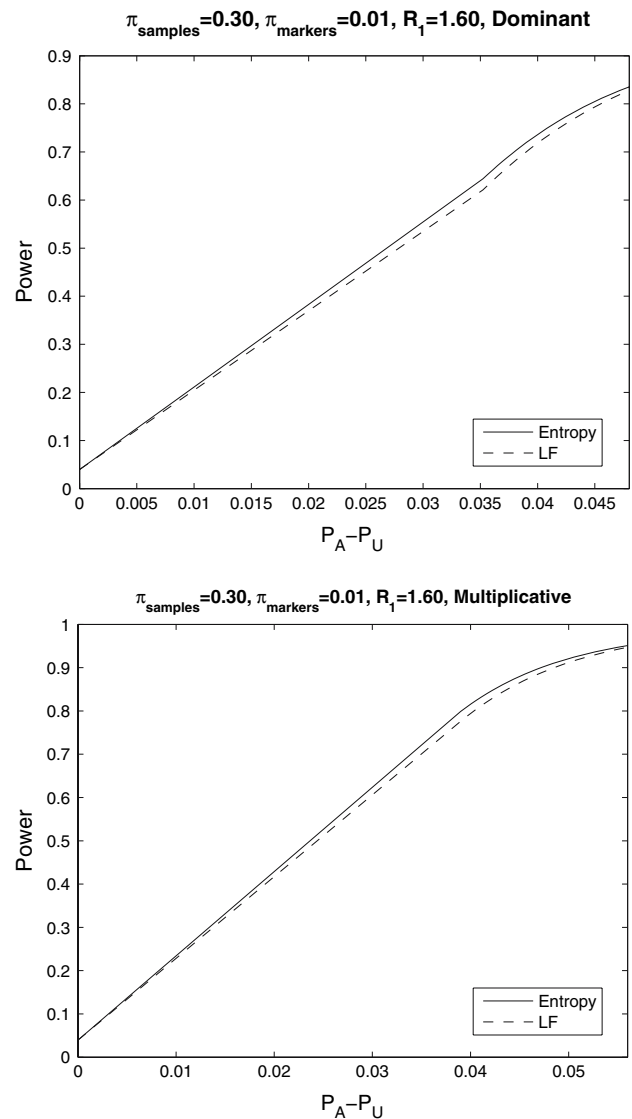 π_samples=0.30, π_markers=0.01, R_1=1.60, Dominant
0.9
0.8
0.7
0.6
0.5
0.4
0.3
0.2
0.1
0
Power
0 0.005 0.01 0.015 0.02 0.025 0.03 0.035 0.04 0.045
P_A−P_U
Entropy
LF
π_samples=0.30, π_markers=0.01, R_1=1.60, Multiplicative
1
0.9
0.8
0.7
0.6
0.5
0.4
0.3
0.2
0.1
0
Power
0 0.01 0.02 0.03 0.04 0.05
P_A−P_U
Entropy
LF